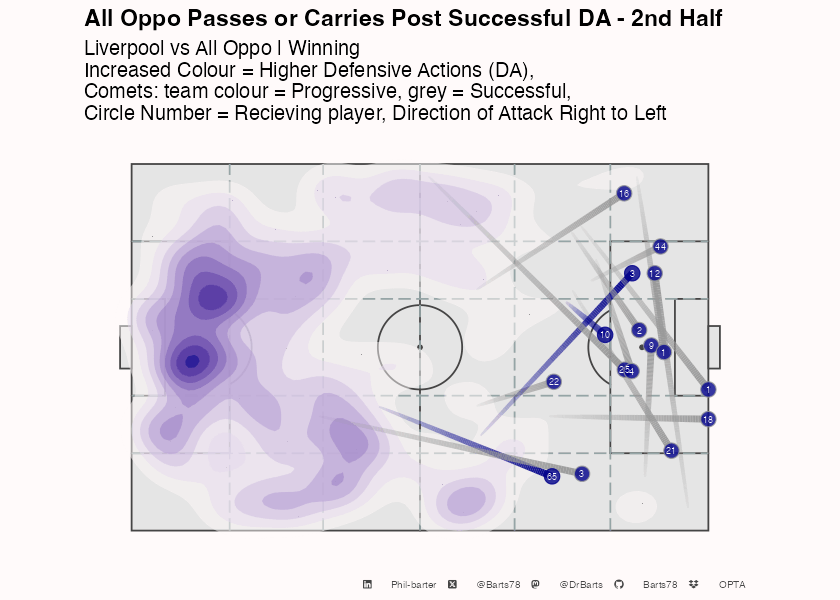 All Oppo Passes or Carries Post Successful DA - 2nd Half
Liverpool vs All Oppo | Winning
Increased Colour = Higher Defensive Actions (DA),
Comets: team colour = Progressive, grey = Successful,
Circle Number = Recieving player, Direction of Attack Right to Left
16
44
3 12
2
10
9 1
4
22
1
18
21
65 3
Phil-barter @Barts78 @DrBarts Barts78 OPTA